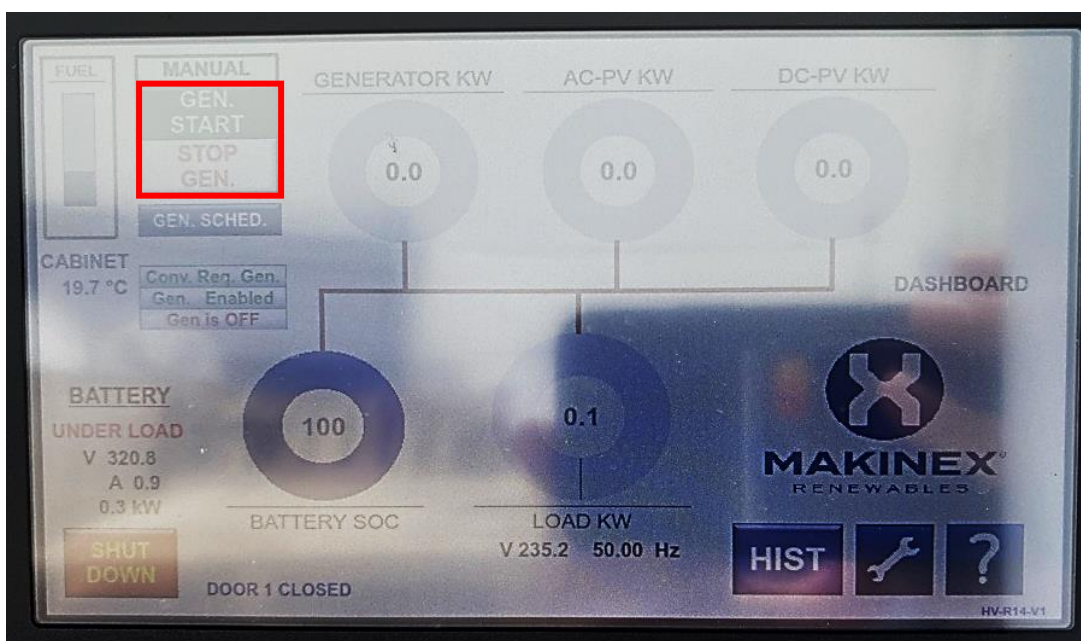 FUEL
MANUAL
GEN.
START
STOP
GEN.
GEN. SCHED.
GENERATOR KW
0.0
AC-PV KW
0.0
DC-PV KW
0.0
CABINET
19.7 °C
Conv. Req. Gen.
Gen. Enabled
Gen is OFF
DASHBOARD
BATTERY
UNDER LOAD
V 320.8
A 0.9
0.3 kW
100
BATTERY SOC
0.1
LOAD KW
V 235.2 50.00 Hz
MAKINEX
RENEWABLES
SHUT
DOWN
DOOR 1 CLOSED
HIST
?
HV-R14-V1